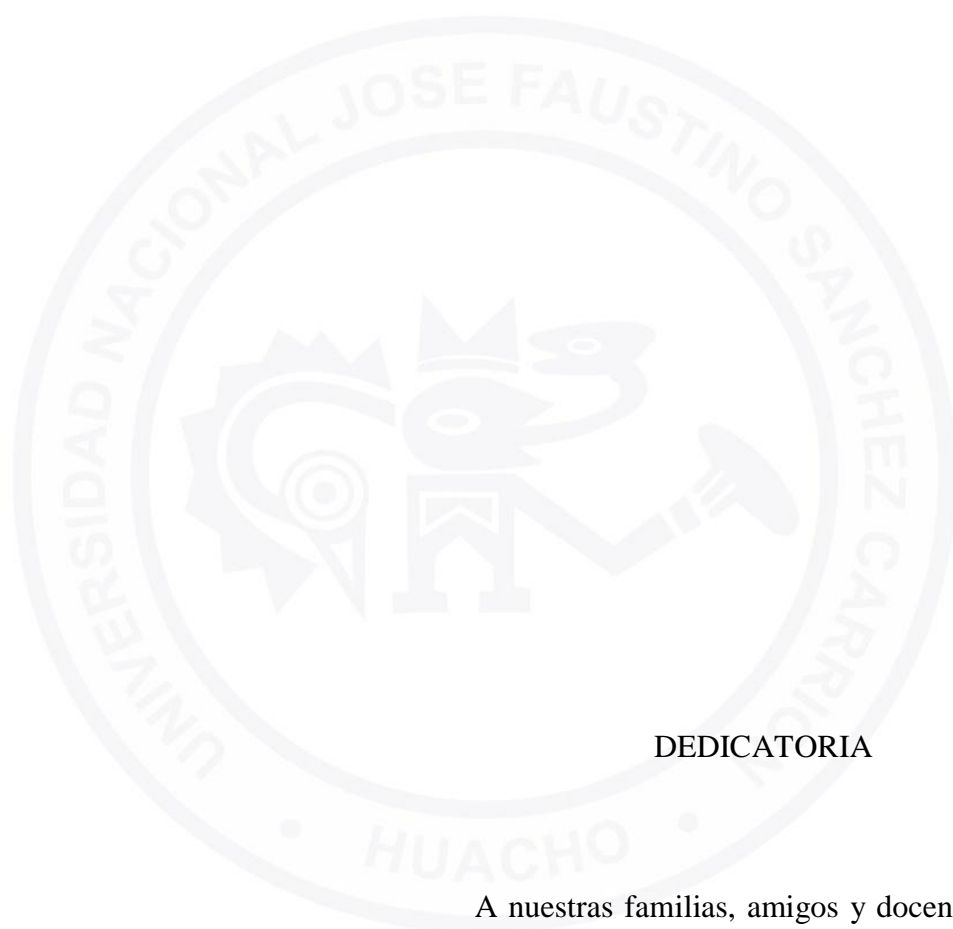 UNIVERSIDAD NACIONAL JOSE FAUSTINO SANCHEZ CARRION
• HUACHO •
DEDICATORIA
A nuestras familias, amigos y docen